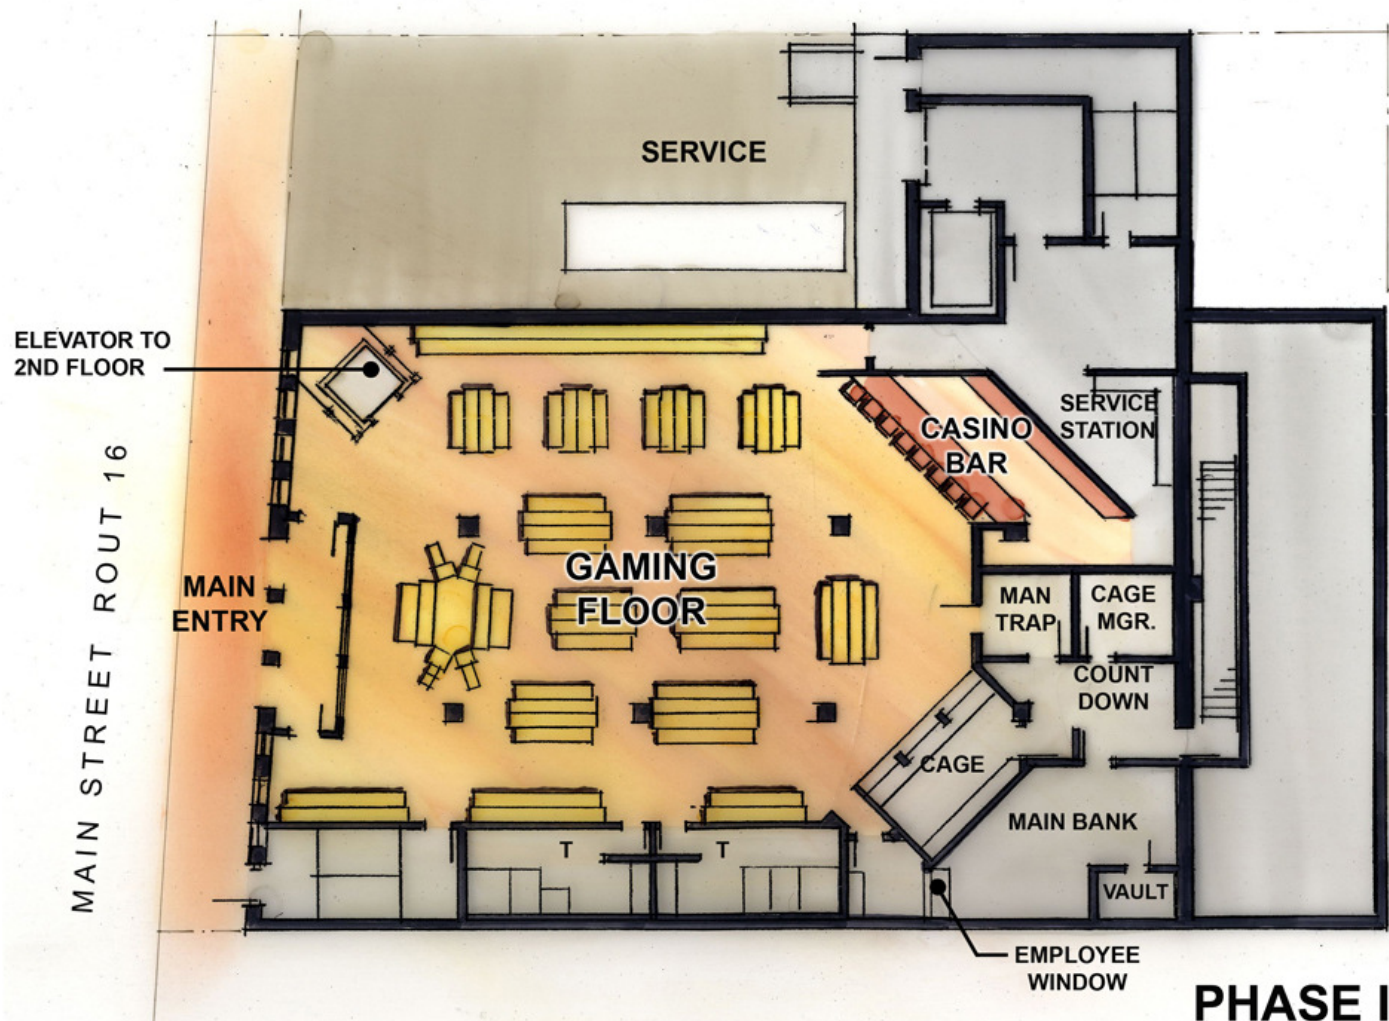 SERVICE
ELEVATOR TO
2ND FLOOR
SERVICE
STATION
CASINO
BAR
MAIN STREET ROUT 16
MAIN
ENTRY
GAMING
FLOOR
MAN
TRAP
CAGE
MGR.
COUNT
DOWN
CAGE
MAIN BANK
T
T
VAULT
EMPLOYEE
WINDOW
PHASE I